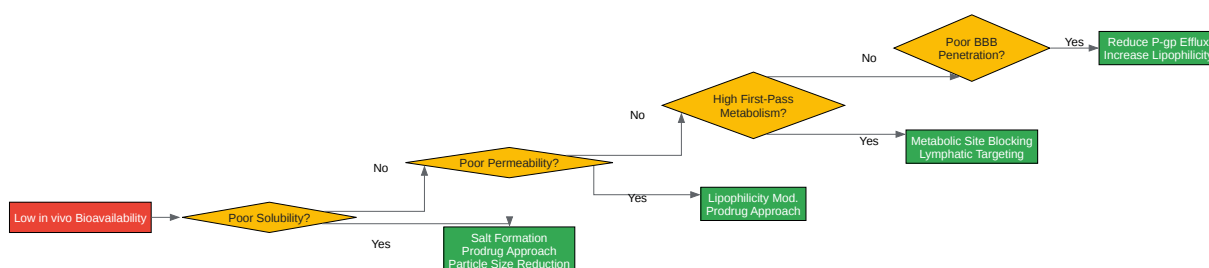 Low in vivo Bioavailability
Poor Solubility?
No
Yes
Salt Formation
Prodrug Approach
Particle Size Reduction
Poor Permeability?
No
Yes
Lipophilicity Mod.
Prodrug Approach
High First-Pass
Metabolism?
No
Yes
Metabolic Site Blocking
Lymphatic Targeting
Poor BBB
Penetration?
Yes
Reduce P-gp Efflux
Increase Lipophilicity